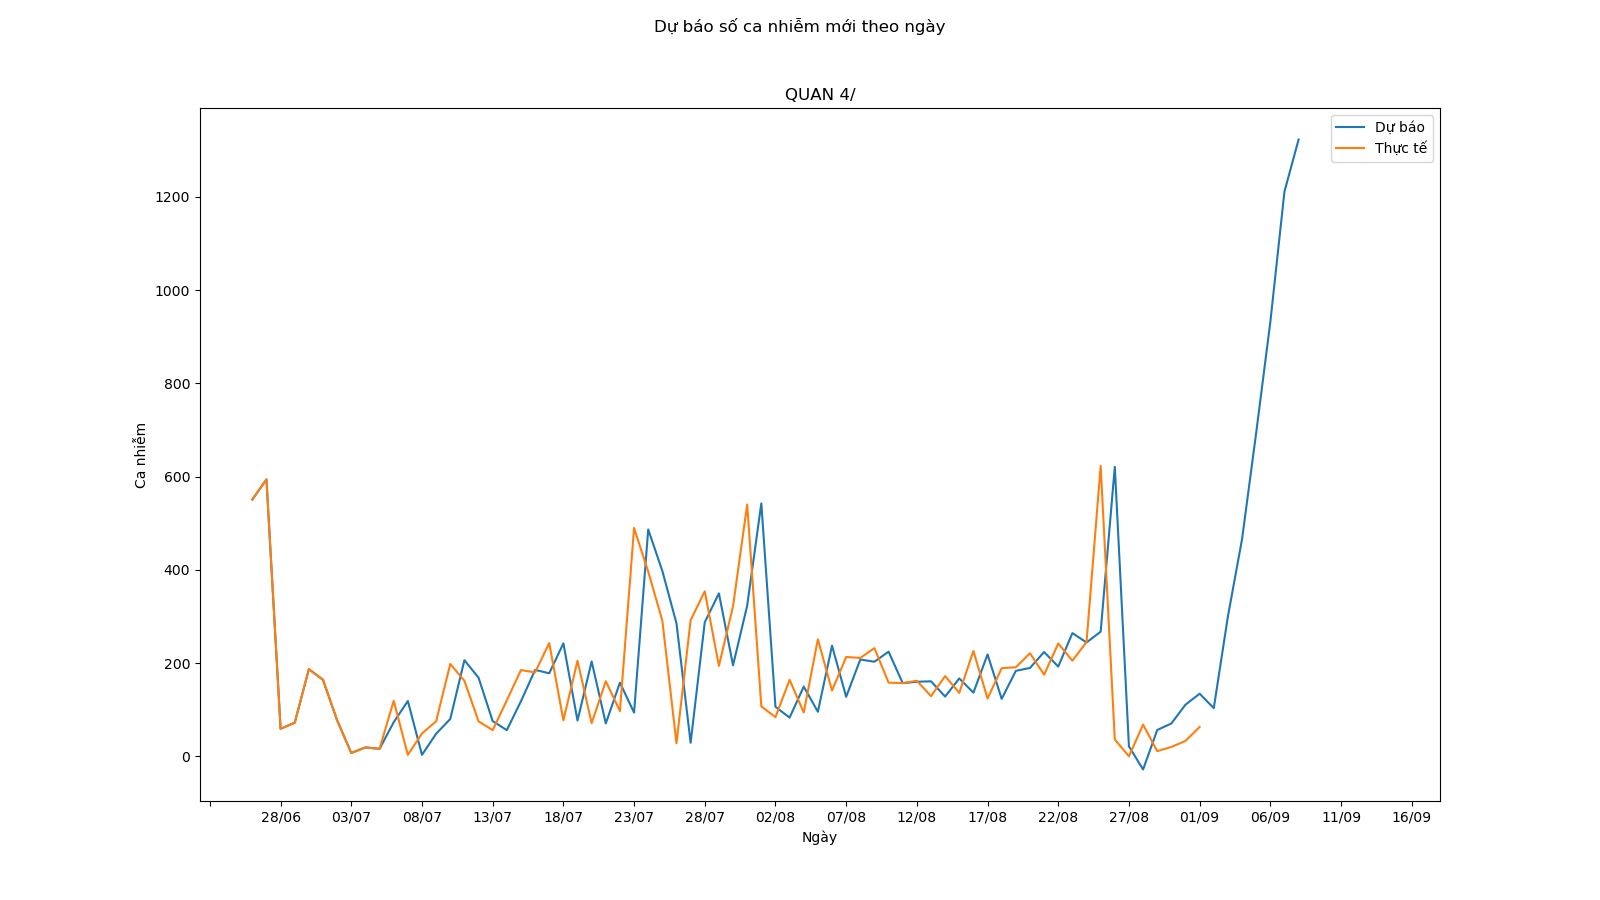 Dự báo số ca nhiễm mới theo ngày
QUAN 4/
Dự báo
Thực tế
1200
1000
800
600
400
200
0
Ca nhiễm
28/06 03/07 08/07 13/07 18/07 23/07 28/07 02/08 07/08 12/08 17/08 22/08 27/08 01/09 06/09 11/09 16/09
Ngày